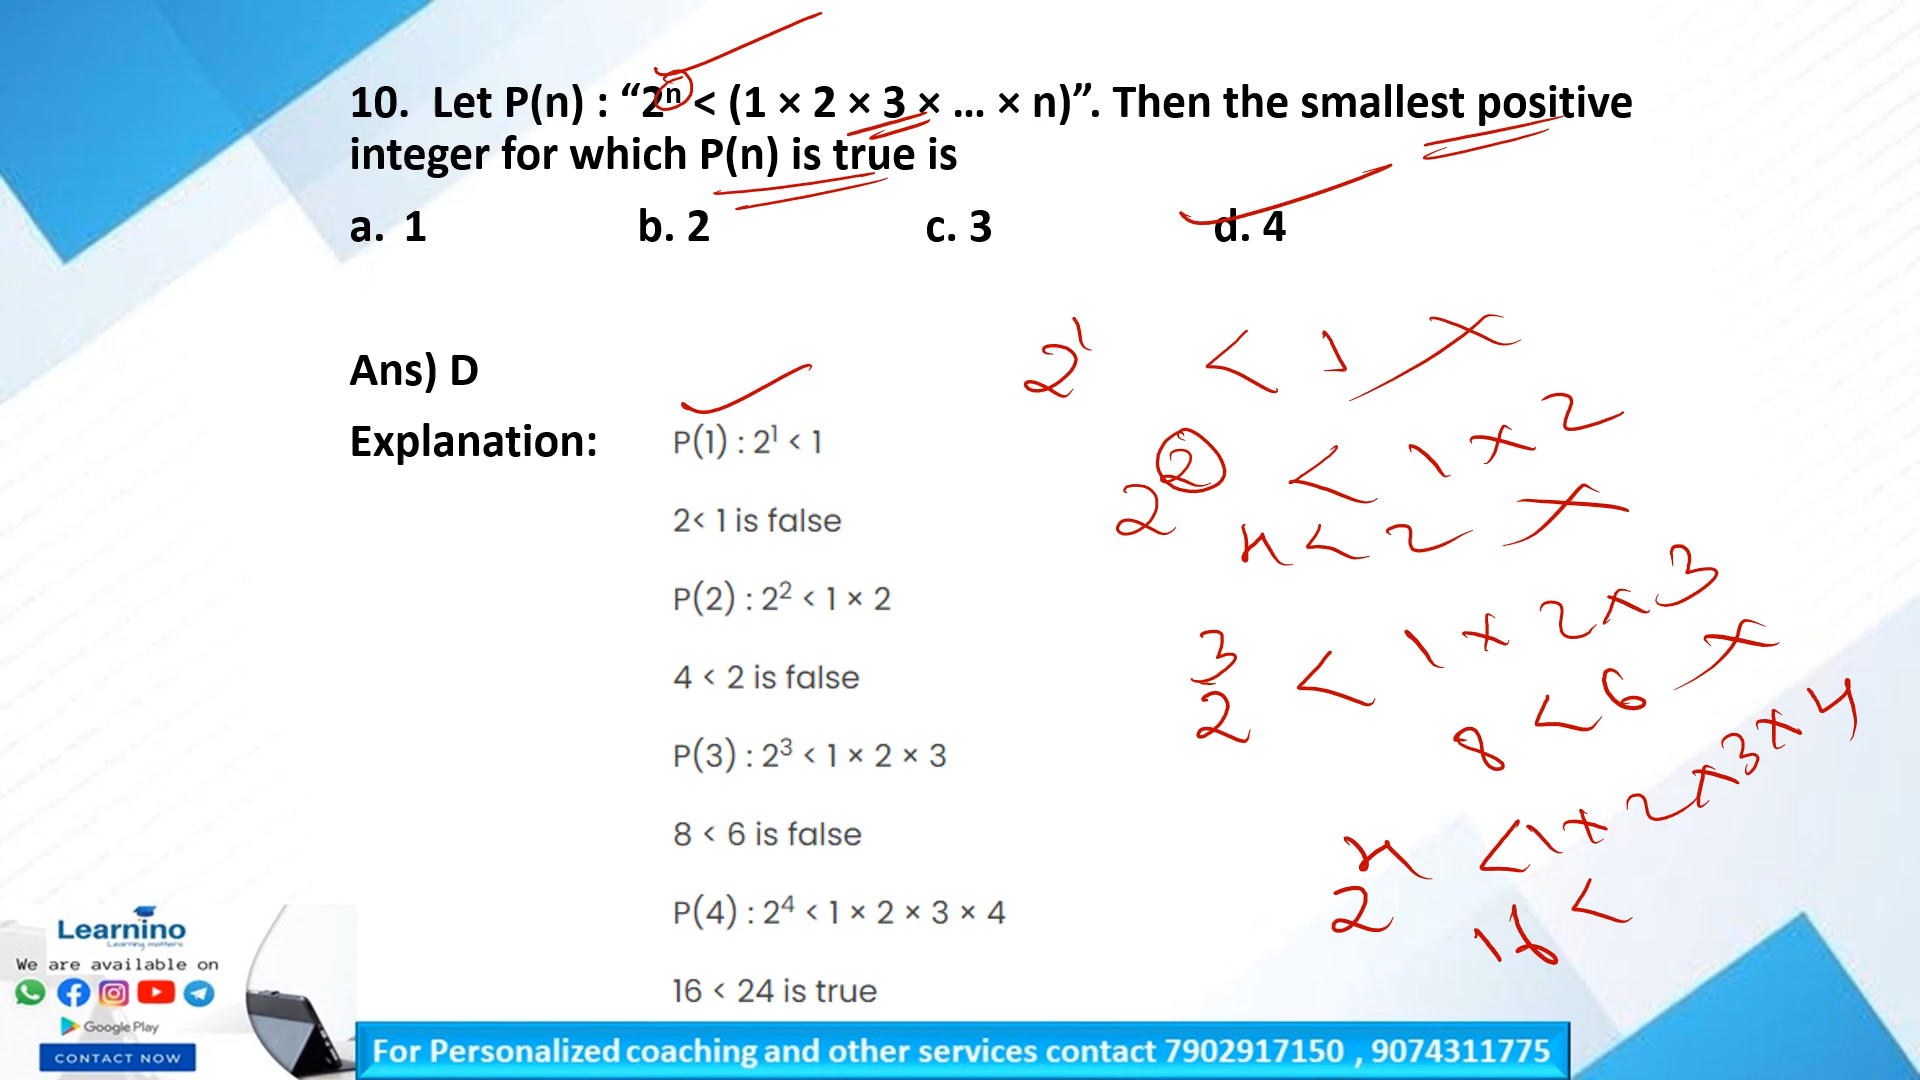 10. Let P(n) : “2ⁿ < (1 × 2 × 3 × ... × n)”. Then the smallest positive
integer for which P(n) is true is
a. 1 b. 2 c. 3 d. 4
Ans) D
Explanation:
P(1) : 2¹ < 1
2< 1 is false
P(2) : 2² < 1 × 2
4 < 2 is false
P(3) : 2³ < 1 × 2 × 3
8 < 6 is false
P(4) : 2⁴ < 1 × 2 × 3 × 4
16 < 24 is true
2¹ < 1 ×
2² < 1 × 2
4 < 2 ×
2³ < 1 × 2 × 3
8 < 6 ×
2⁴ < 1 × 2 × 3 × 4
16 <
Learnino
Learning matters
We are available on
Google Play
CONTACT NOW
For Personalized coaching and other services contact 7902917150 , 9074311775